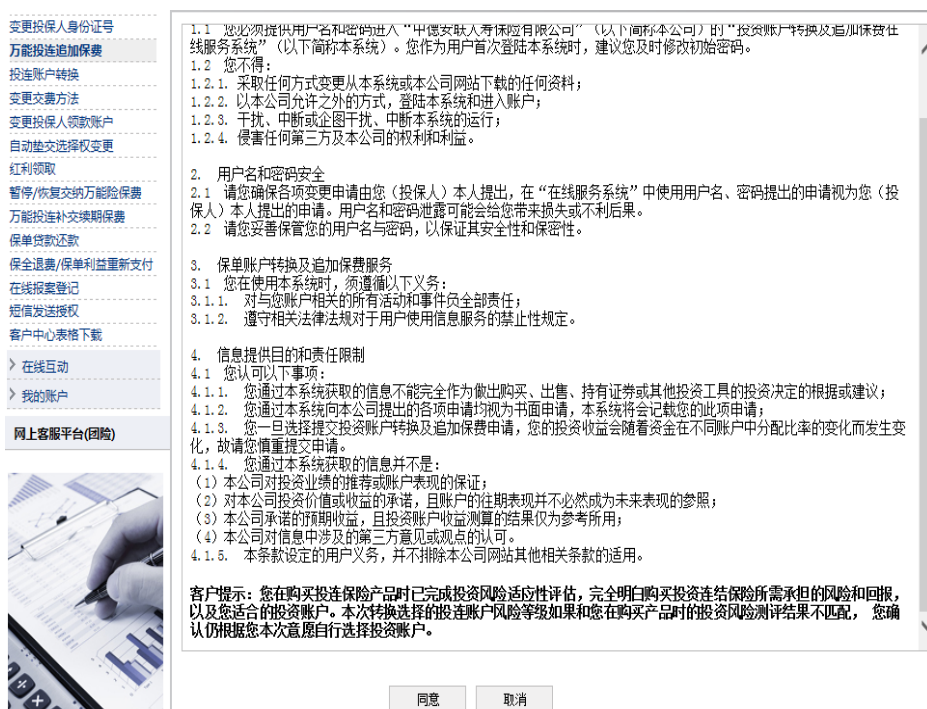 变更投保人身份证号
万能投连追加保费
投连账户转换
变更交费方法
变更投保人领款账户
自动垫交选择权变更
红利领取
暂停/恢复交纳万能险保费
万能投连补交续期保费
保单贷款还款
保全退费/保单利益重新支付
在线报案登记
短信发送授权
客户中心表格下载
在线互动
我的账户
网上客服平台(团险)
1.1 您必须提供用户名和密码进入“中德安联人寿保险有限公司”（以下简称本公司）的“投资账户转换及追加保费在
线服务系统”（以下简称本系统）。您作为用户首次登陆本系统时，建议您及时修改初始密码。
1.2 您不得：
1.2.1. 采取任何方式变更从本系统或本公司网站下载的任何资料；
1.2.2. 以本公司允许之外的方式，登陆本系统和进入账户；
1.2.3. 干扰、中断或企图干扰、中断本系统的运行；
1.2.4. 侵害任何第三方及本公司的权利和利益。
2. 用户名和密码安全
2.1 请您确保各项变更申请由您（投保人）本人提出，在“在线服务系统”中使用用户名、密码提出的申请视为您（投
保人）本人提出的申请。用户名和密码泄露可能会给您带来损失或不利后果。
2.2 请您妥善保管您的用户名与密码，以保证其安全性和保密性。
3. 保单账户转换及追加保费服务
3.1 您在使用本系统时，须遵循以下义务：
3.1.1. 对与您账户相关的所有活动和事件负全部责任；
3.1.2. 遵守相关法律法规对于用户使用信息服务的禁止性规定。
4. 信息提供目的和责任限制
4.1 您认可以下事项：
4.1.1. 您通过本系统获取的信息不能完全作为做出购买、出售、持有证券或其他投资工具的投资决定的根据或建议；
4.1.2. 您通过本系统向本公司提出的各项申请均视为书面申请，本系统将会记载您的此项申请；
4.1.3. 您一旦选择提交投资账户转换及追加保费申请，您的投资收益会随着资金在不同账户中分配比率的变化而发生变
化，故请您慎重提交申请。
4.1.4. 您通过本系统获取的信息并不是：
（1）本公司对投资业绩的推荐或账户表现的保证；
（2）对本公司投资价值或收益的承诺，且账户的往期表现并不必然成为未来表现的参照；
（3）本公司承诺的预期收益，且投资账户收益测算的结果仅为参考所用；
（4）本公司对信息中涉及的第三方意见或观点的认可。
4.1.5. 本条款设定的用户义务，并不排除本公司网站其他相关条款的适用。
客户提示：您在购买投连保险产品时已完成投资风险适应性评估，完全明白购买投资连结保险所需承担的风险和回报，
以及您适合的投资账户。本次转换选择的投连账户风险等级如果和您在购买产品时的投资风险测评结果不匹配， 您确
认仍根据您本次意愿自行选择投资账户。
同意
取消